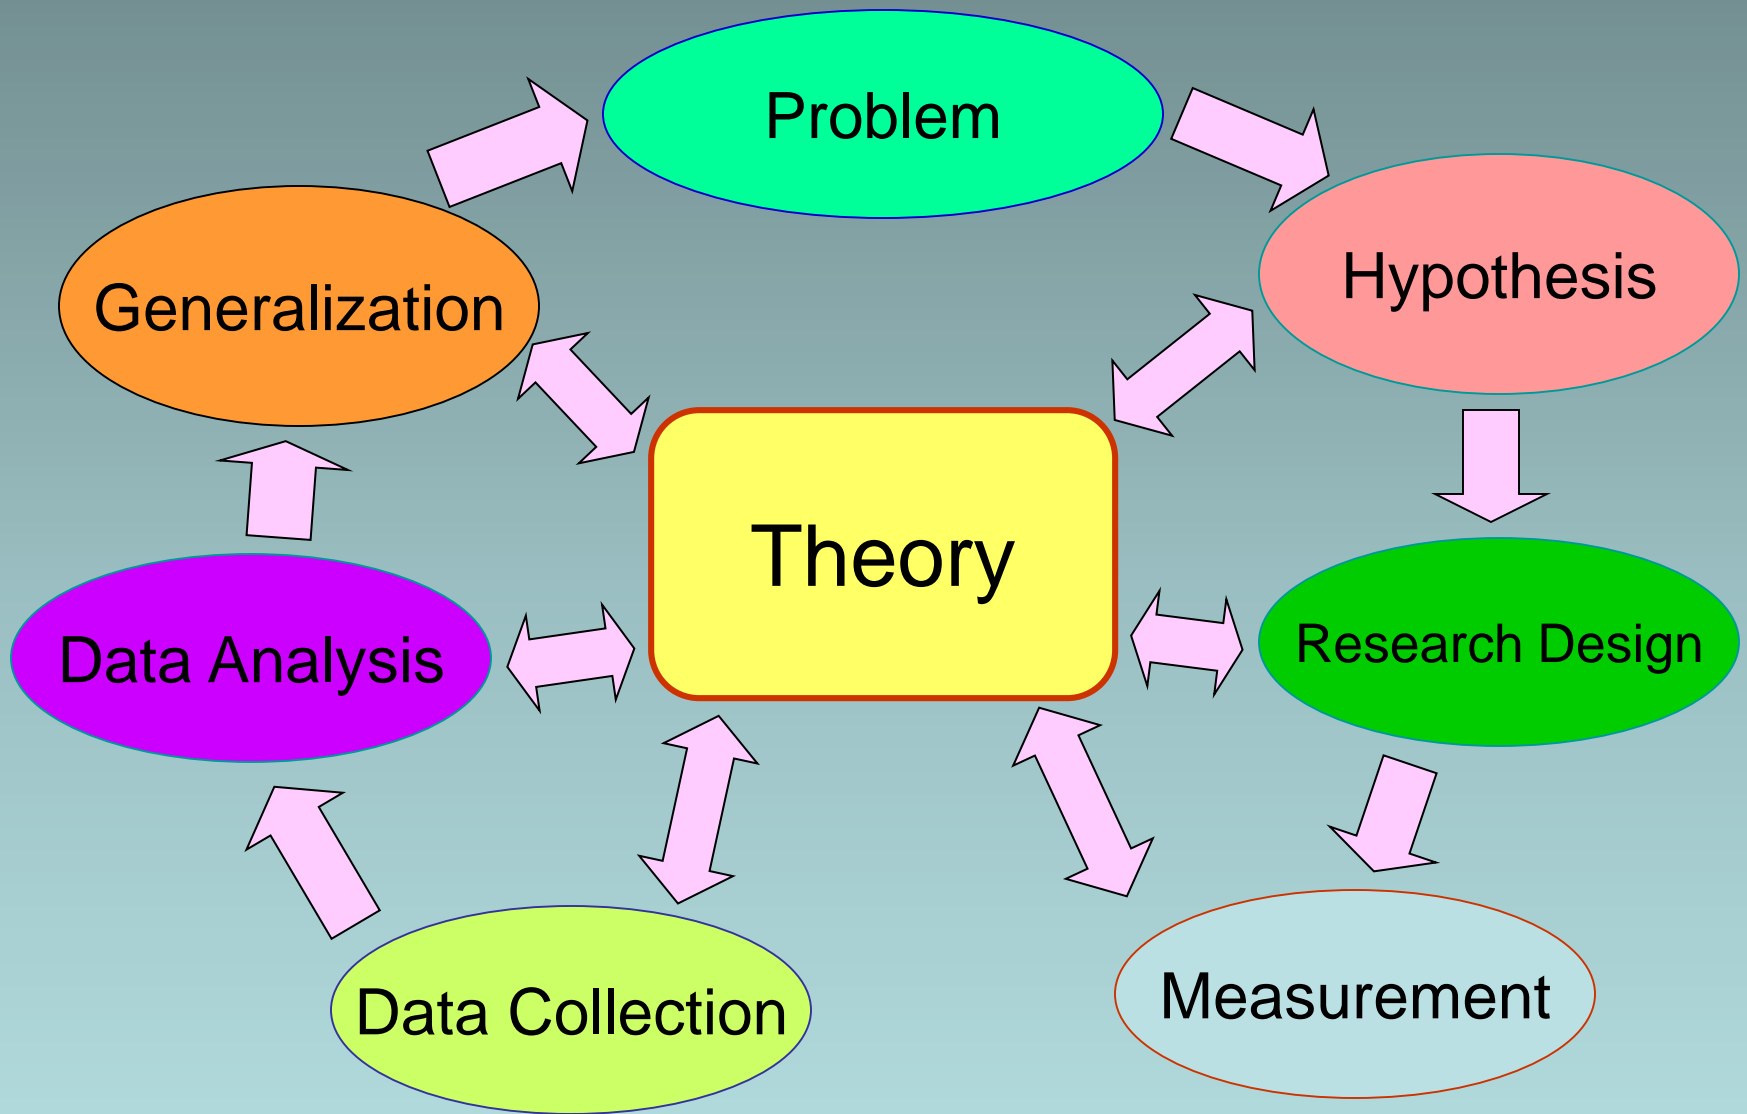 Problem
Hypothesis
Generalization
Theory
Research Design
Data Analysis
Measurement
Data Collection